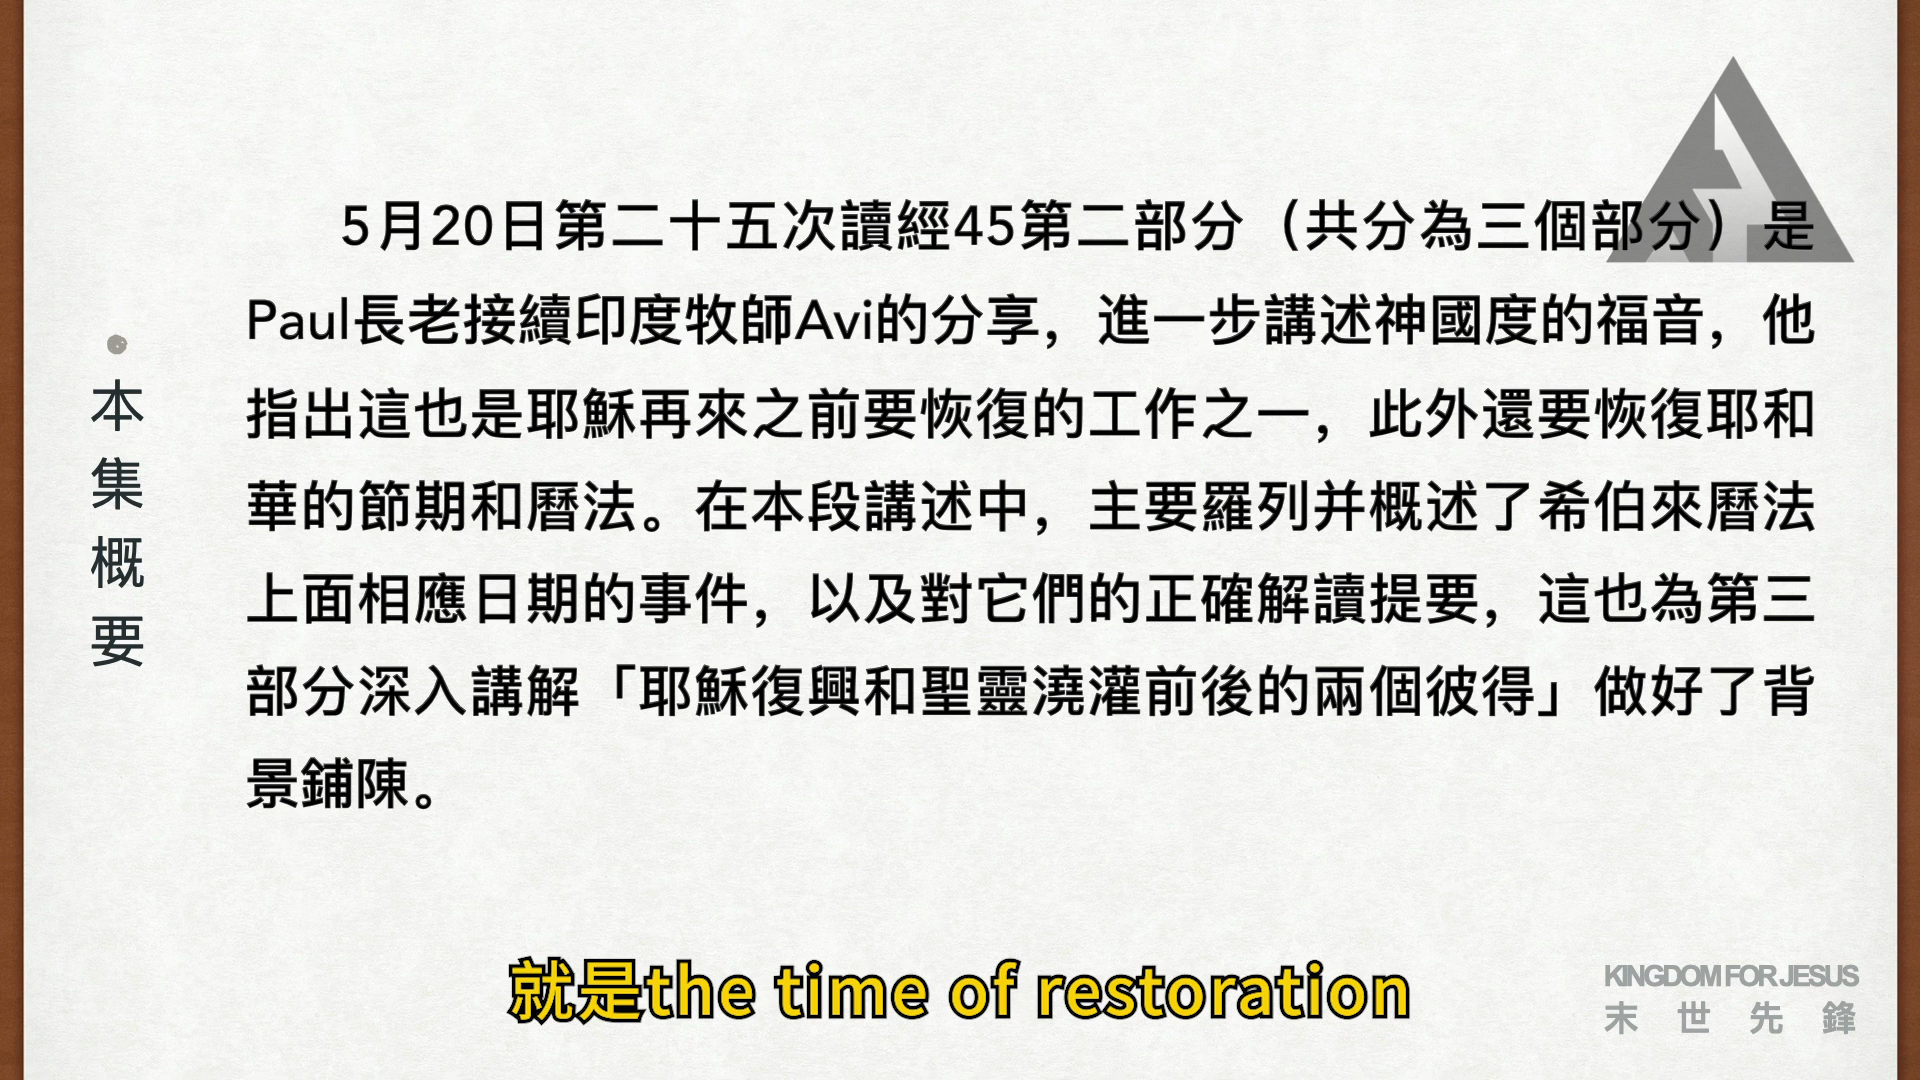 5月20日第二十五次讀經45第二部分（共分為三個部分）是
Paul長老接續印度牧師Avi的分享，進一步講述神國度的福音，他
指出這也是耶穌再來之前要恢復的工作之一，此外還要恢復耶和
華的節期和曆法。在本段講述中，主要羅列并概述了希伯來曆法
上面相應日期的事件，以及對它們的正確解讀提要，這也為第三
部分深入講解「耶穌復興和聖靈澆灌前後的兩個彼得」做好了背
景鋪陳。
本集概要
就是the time of restoration
KINGDOM FOR JESUS
末世先鋒